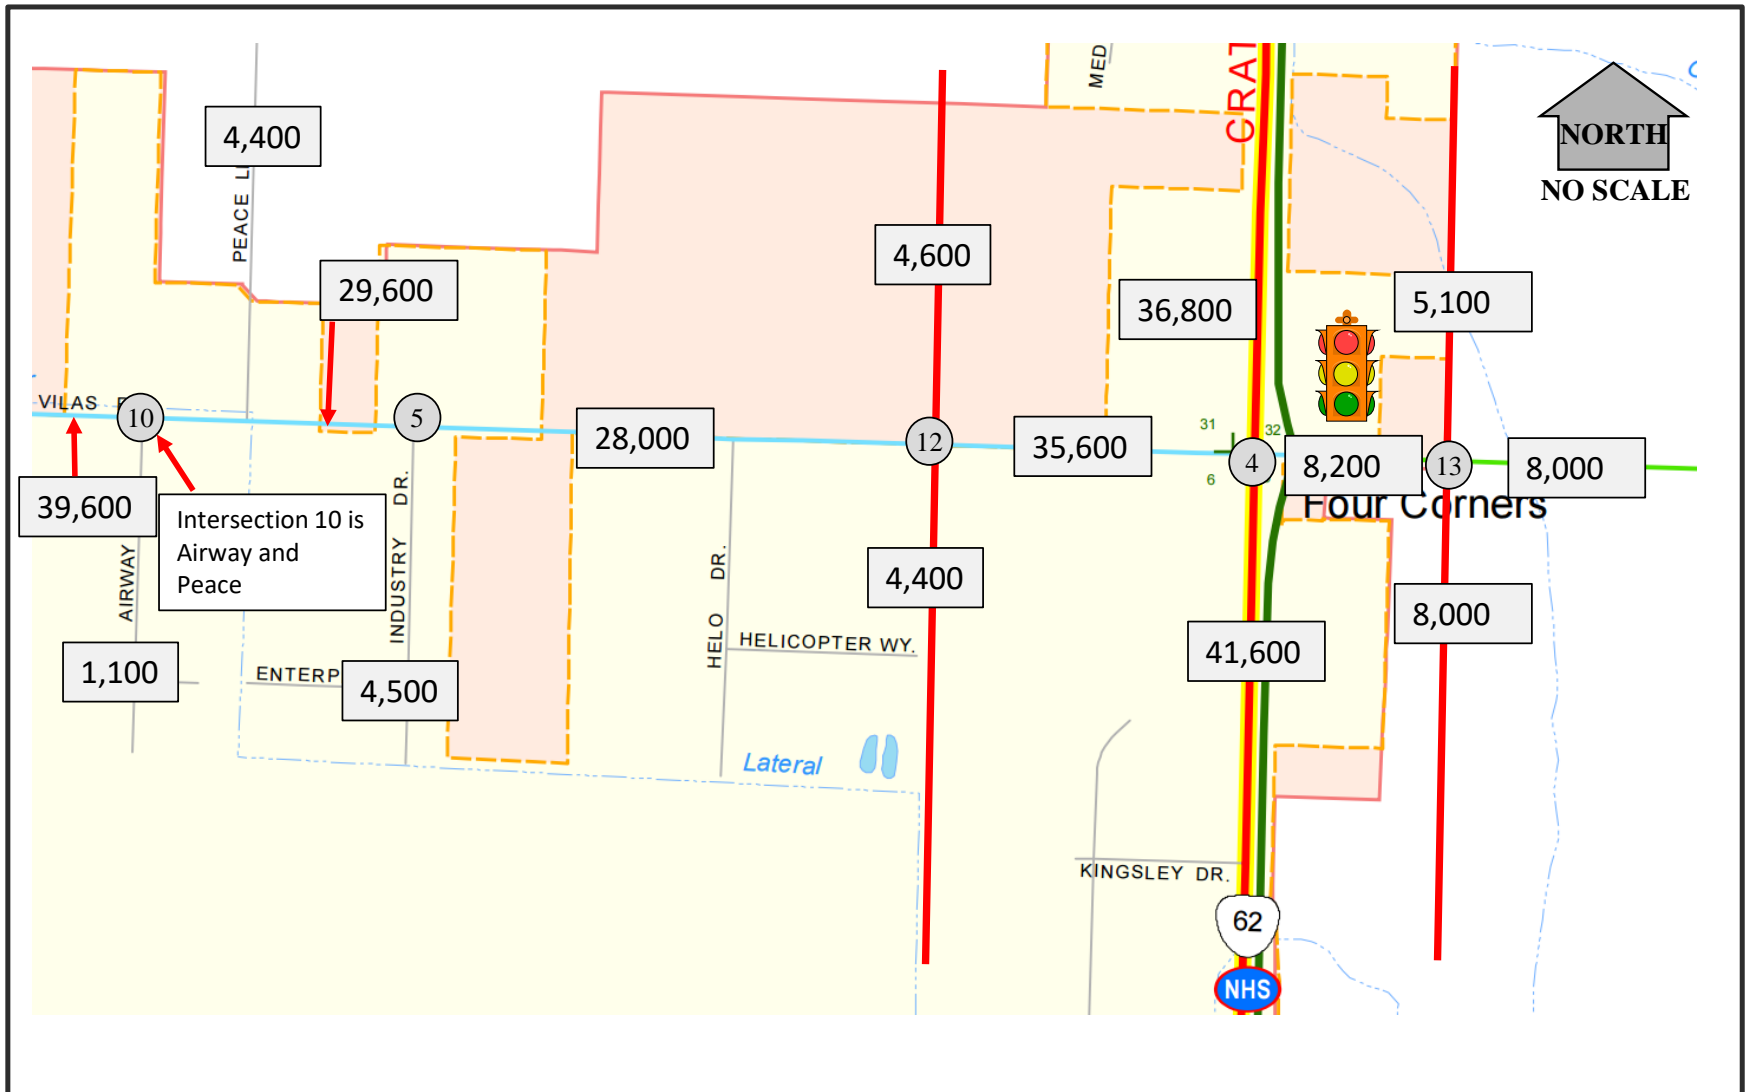 CRAT
MED
NORTH
NO SCALE
4,400
PEACE
29,600
4,600
36,800
5,100
VILAS
10
5
28,000
12
35,600
31
32
6
4
8,200
13
8,000
Four Corners
39,600
Intersection 10 is
Airway and
Peace
AIRWAY
INDUSTRY DR.
HELO DR.
4,400
8,000
HELICOPTER WY.
41,600
1,100
ENTERP
4,500
Lateral
KINGSLEY DR.
62
NHS